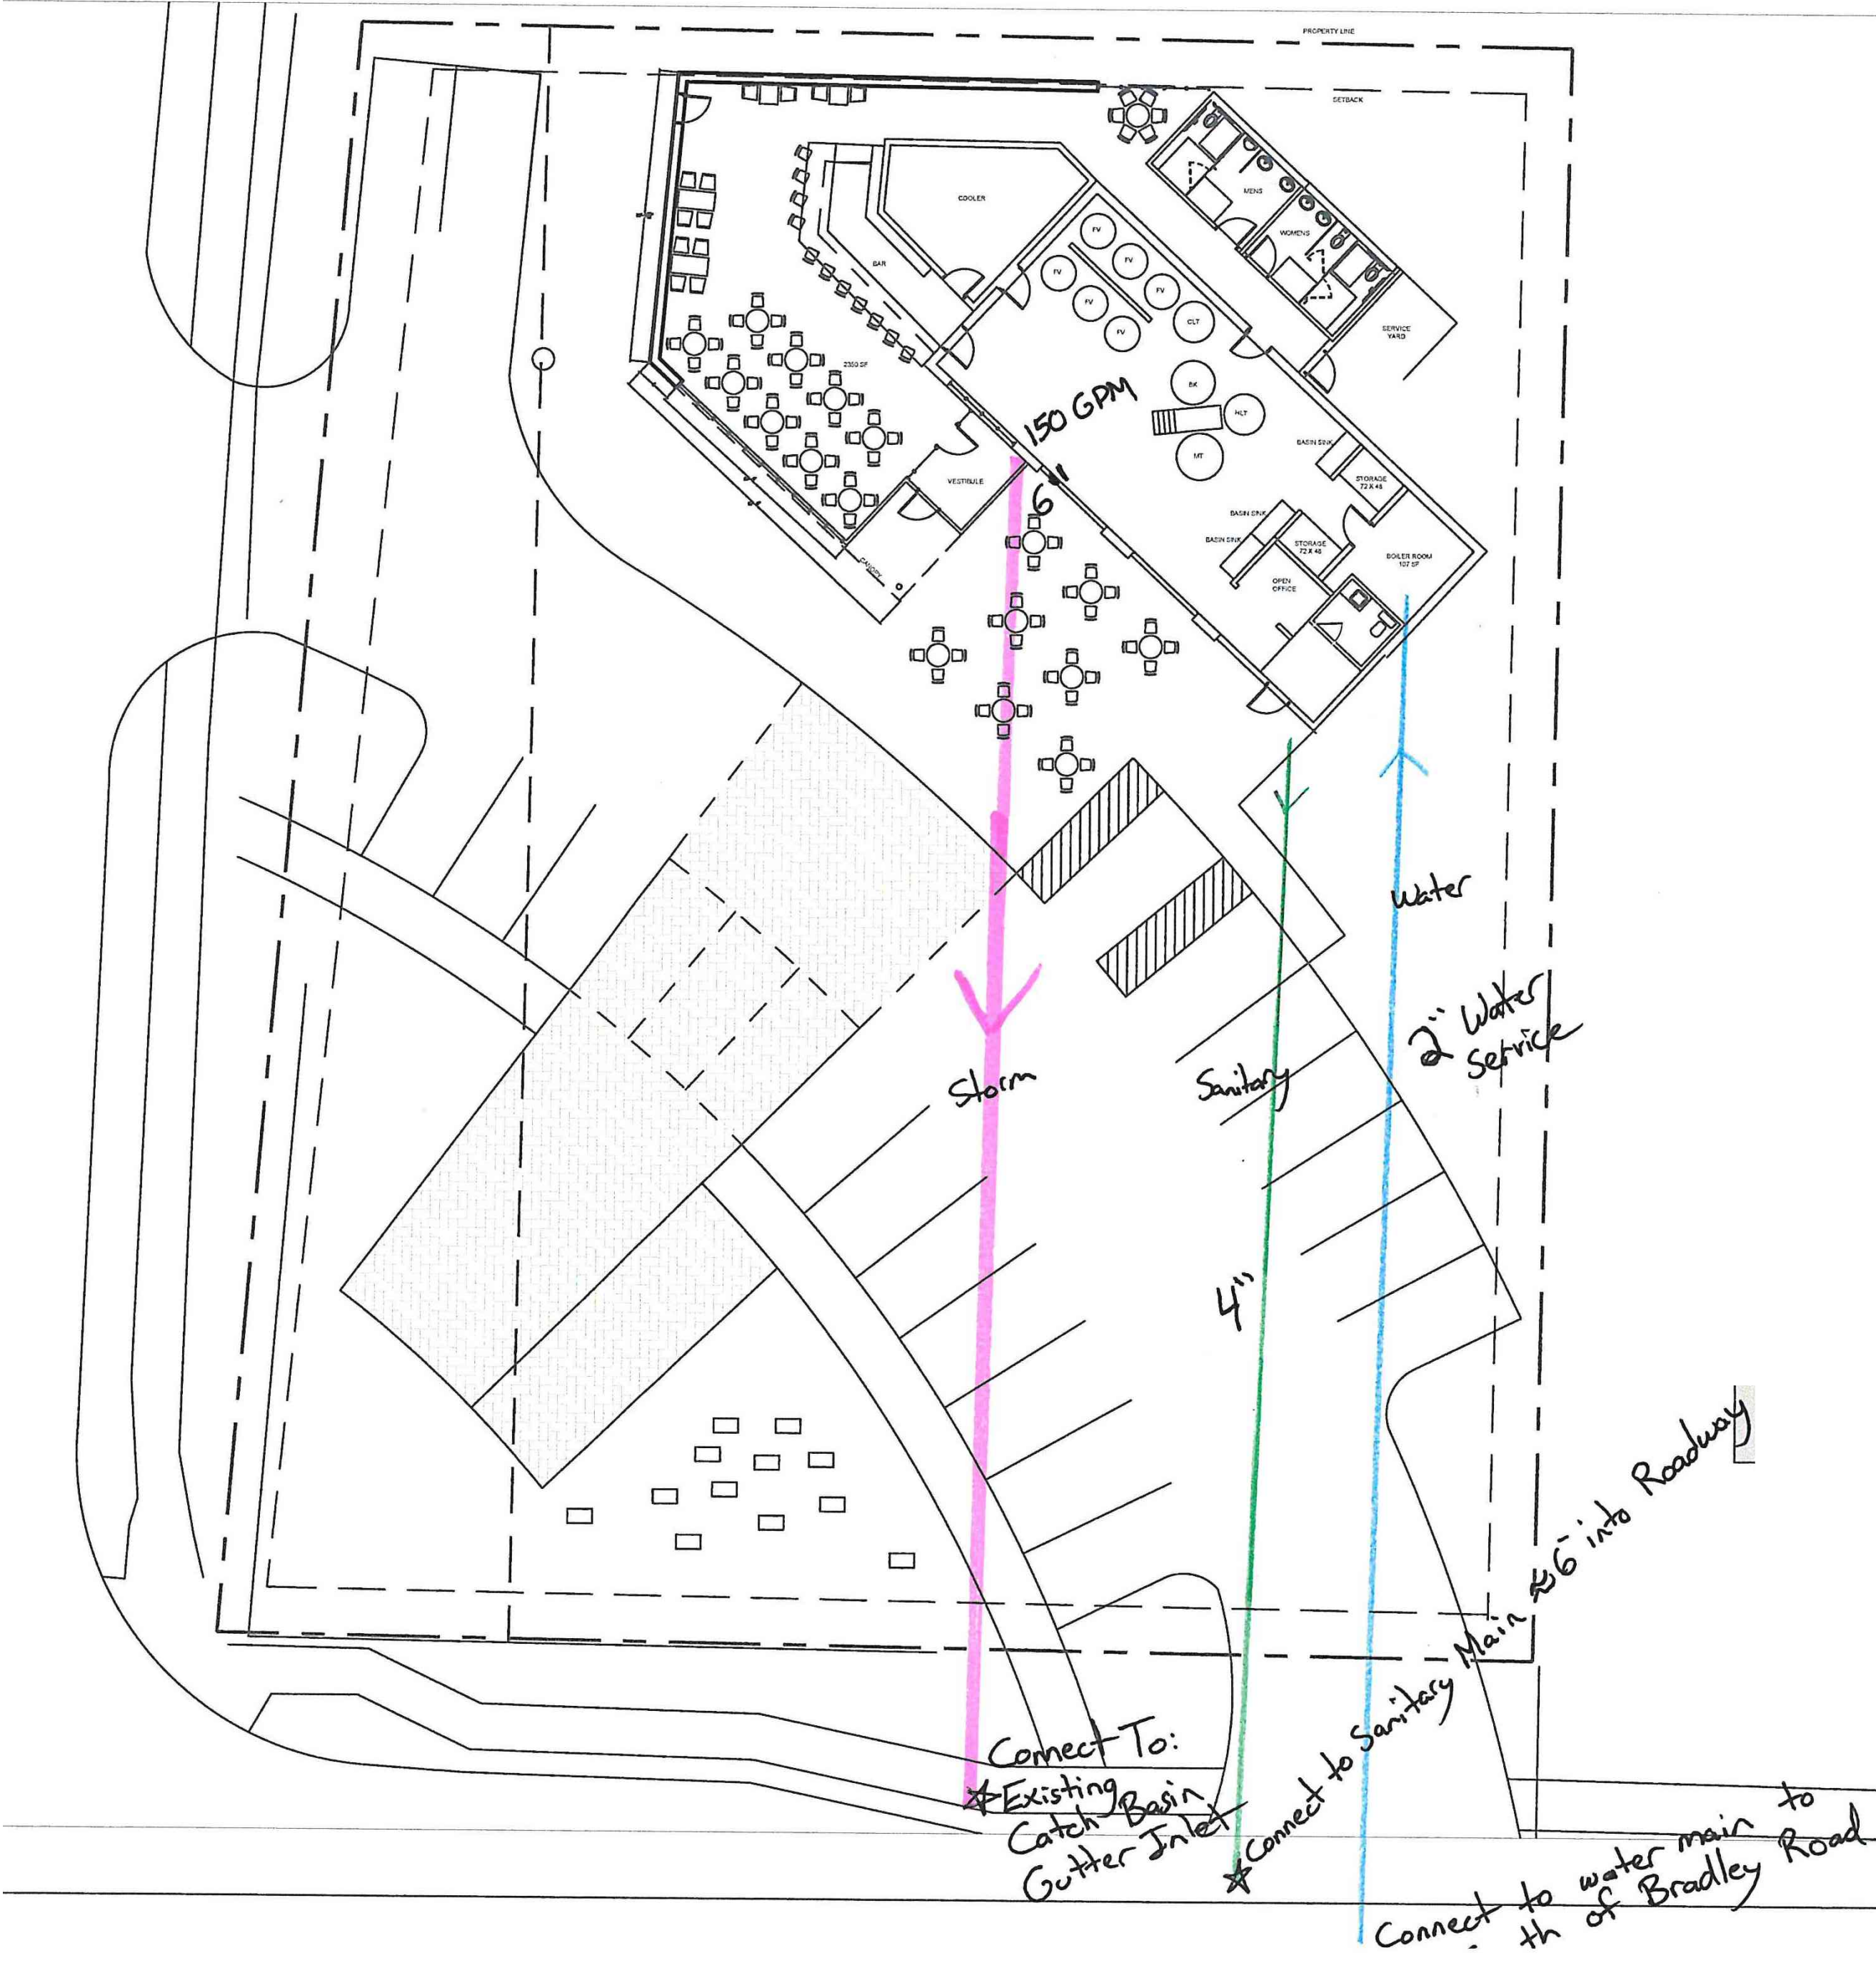 PROPERTY LINE
SETBACK
MENS
WOMENS
SERVICE
YARD
COOLER
BAR
FV
FV
FV
FV
FV
FV
CLT
2350 SF
150 GPM
6"
BK
HLT
MT
BASIN SINK
STORAGE
72 X 48
VESTIBULE
BASIN SINK
BASIN SINK
STORAGE
72 X 48
BOILER ROOM
107 SF
OPEN
OFFICE
CANOPY
Water
2" Water
Service
Storm
Sanitary
4"
Connect to Sanitary Main ≈6' into Roadway
Connect To:
Existing
Catch Basin
Gutter Inlet
Connect to water main to
th of Bradley Road